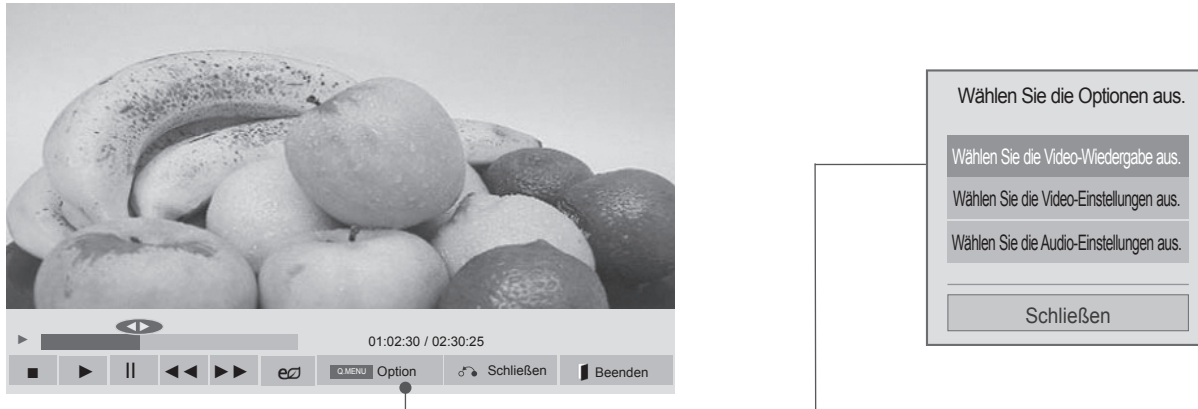 01:02:30 / 02:30:25
Q.MENU Option Schließen Beenden
Wählen Sie die Optionen aus.
Wählen Sie die Video-Wiedergabe aus.
Wählen Sie die Video-Einstellungen aus.
Wählen Sie die Audio-Einstellungen aus.
Schließen